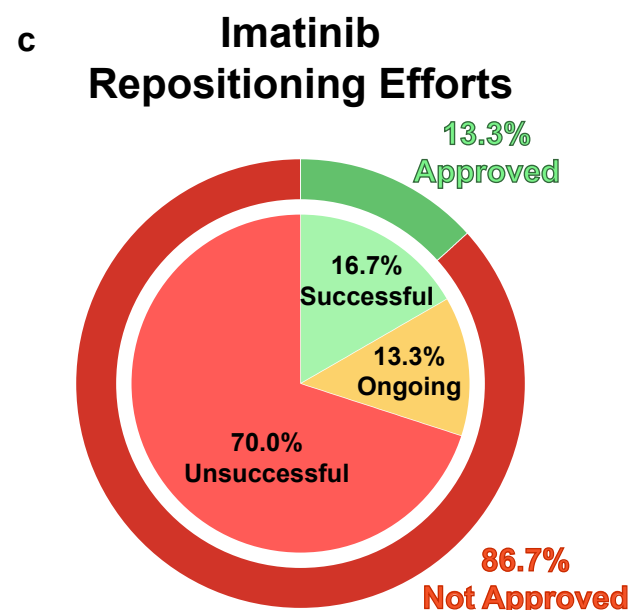 c
Imatinib
Repositioning Efforts
13.3%
Approved
16.7%
Successful
13.3%
Ongoing
70.0%
Unsuccessful
86.7%
Not Approved